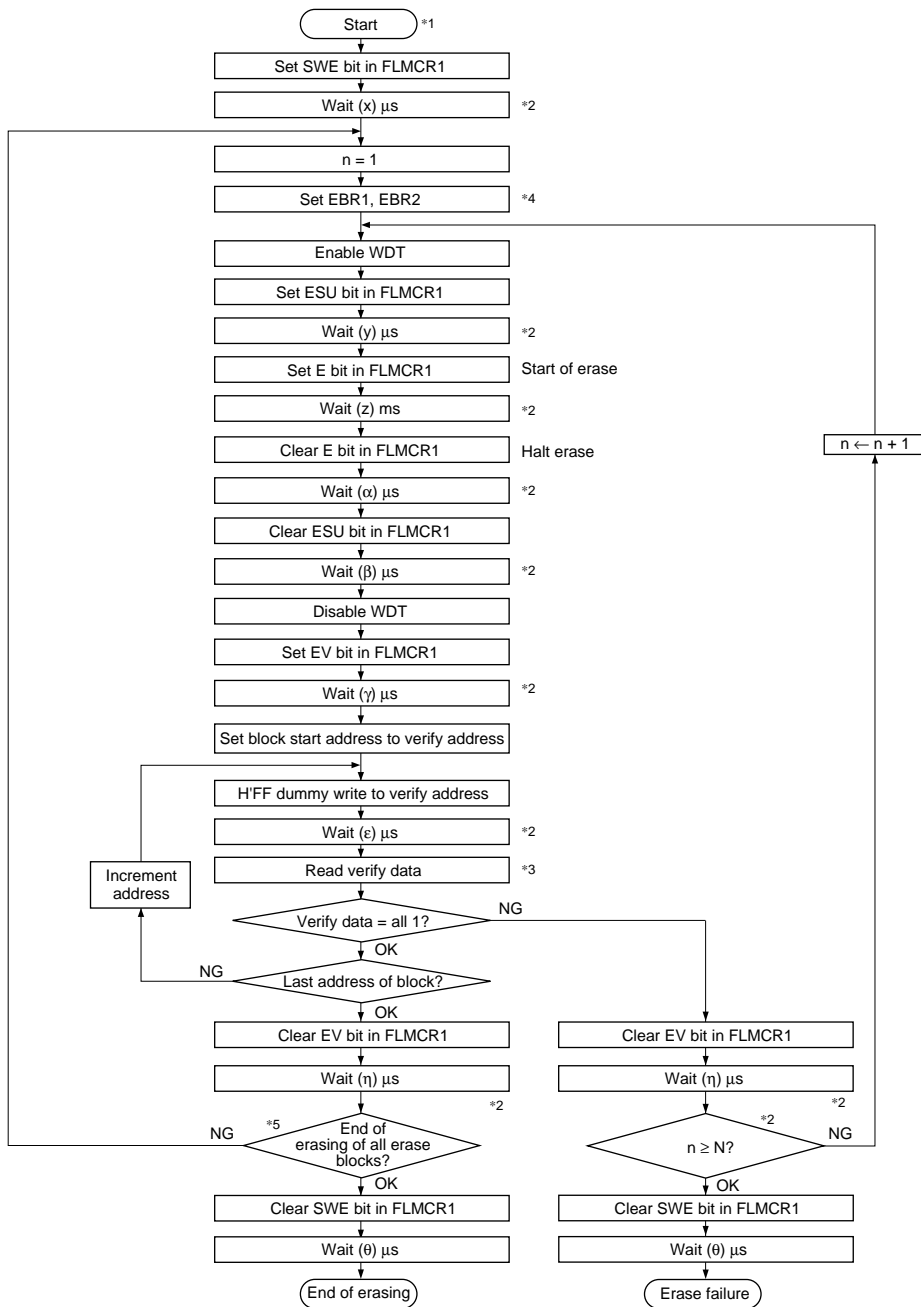 Start
*1
Set SWE bit in FLMCR1
Wait (x) μs
*2
n = 1
Set EBR1, EBR2
*4
Enable WDT
Set ESU bit in FLMCR1
Wait (y) μs
*2
Set E bit in FLMCR1
Start of erase
Wait (z) ms
*2
n ← n + 1
Clear E bit in FLMCR1
Halt erase
Wait (α) μs
*2
Clear ESU bit in FLMCR1
Wait (β) μs
*2
Disable WDT
Set EV bit in FLMCR1
Wait (γ) μs
*2
Set block start address to verify address
H'FF dummy write to verify address
Wait (ε) μs
*2
Increment
address
Read verify data
*3
Verify data = all 1?
NG
OK
NG
Last address of block?
OK
Clear EV bit in FLMCR1
Clear EV bit in FLMCR1
Wait (η) μs
*2
Wait (η) μs
*2
NG
*5
End of
erasing of all erase
blocks?
OK
*2
n ≥ N?
NG
OK
Clear SWE bit in FLMCR1
Clear SWE bit in FLMCR1
Wait (θ) μs
Wait (θ) μs
End of erasing
Erase failure